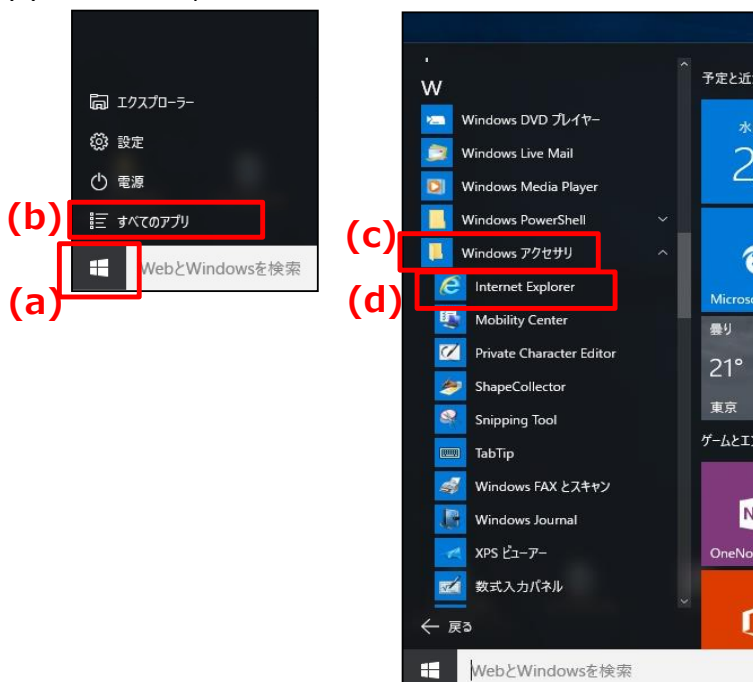 エクスプローラー
設定
電源
(b)
すべてのアプリ
WebとWindowsを検索
(a)
W
Windows DVD プレイヤー
Windows Live Mail
Windows Media Player
Windows PowerShell
(c)
Windows アクセサリ
(d)
Internet Explorer
Mobility Center
Private Character Editor
ShapeCollector
Snipping Tool
TabTip
Windows FAX とスキャン
Windows Journal
XPS ビューアー
数式入力パネル
戻る
WebとWindowsを検索
予定と近
水
2
Micros
曇り
21°
東京
ゲームとエ
N
OneNo